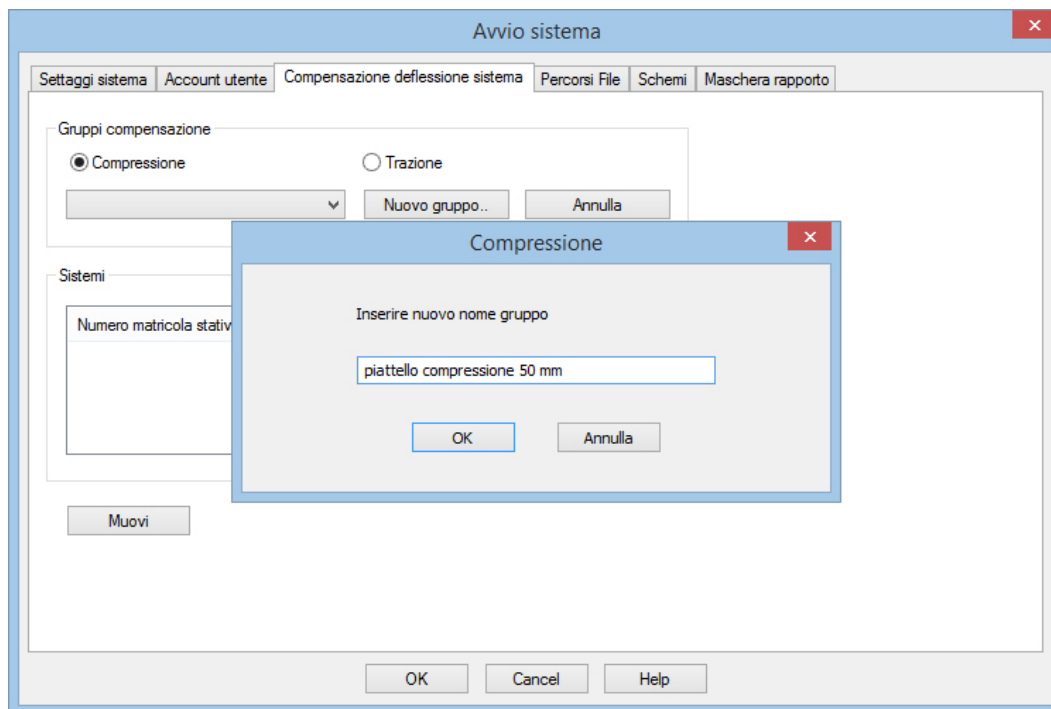 Avvio sistema
Settaggi sistema Account utente Compensazione deflessione sistema Percorsi File Schemi Maschera rapporto
Gruppi compensazione
Compressione Trazione
Nuovo gruppo.. Annulla
Compressione
Sistemi
Numero matricola stativ
Inserire nuovo nome gruppo
piattello compressione 50 mm
OK Annulla
Muovi
OK Cancel Help